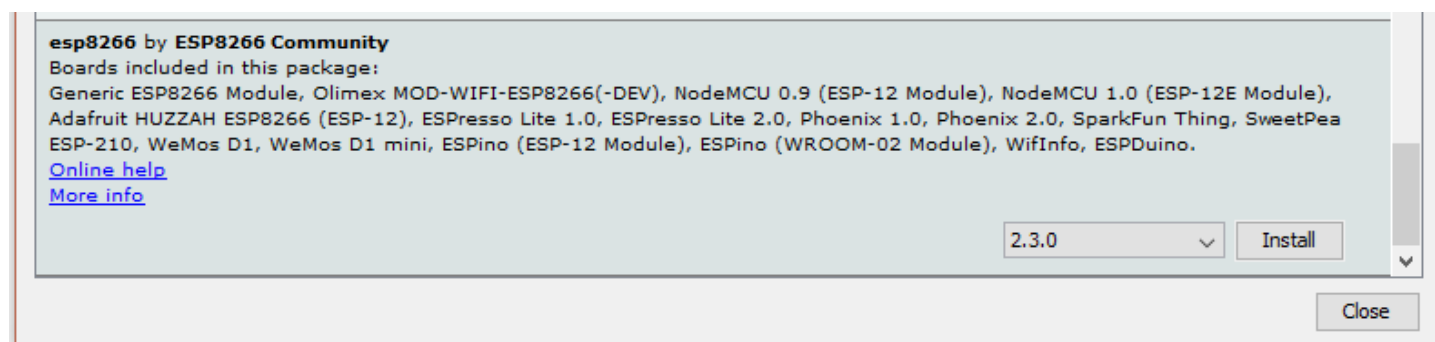 esp8266 by ESP8266 Community
Boards included in this package:
Generic ESP8266 Module, Olimex MOD-WIFI-ESP8266(-DEV), NodeMCU 0.9 (ESP-12 Module), NodeMCU 1.0 (ESP-12E Module),
Adafruit HUZZAH ESP8266 (ESP-12), ESPresso Lite 1.0, ESPresso Lite 2.0, Phoenix 1.0, Phoenix 2.0, SparkFun Thing, SweetPea
ESP-210, WeMos D1, WeMos D1 mini, ESPino (ESP-12 Module), ESPino (WROOM-02 Module), WifInfo, ESPDuino.
Online help
More info
2.3.0 Install
Close